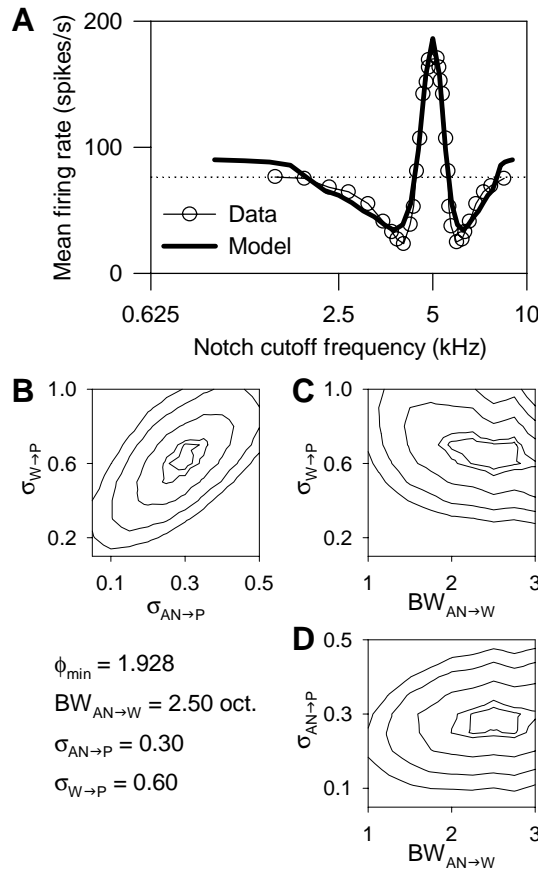 A
Mean firing rate (spikes/s)
200
100
0
Data
Model
0.625
2.5
5
10
Notch cutoff frequency (kHz)
B
σW→P
1.0
0.6
0.2
0.1
0.3
0.5
σAN→P
C
σW→P
1.0
0.6
0.2
1
2
3
BWAN→W
ϕmin = 1.928
BWAN→W = 2.50 oct.
σAN→P = 0.30
σW→P = 0.60
D
σAN→P
0.5
0.3
0.1
1
2
3
BWAN→W